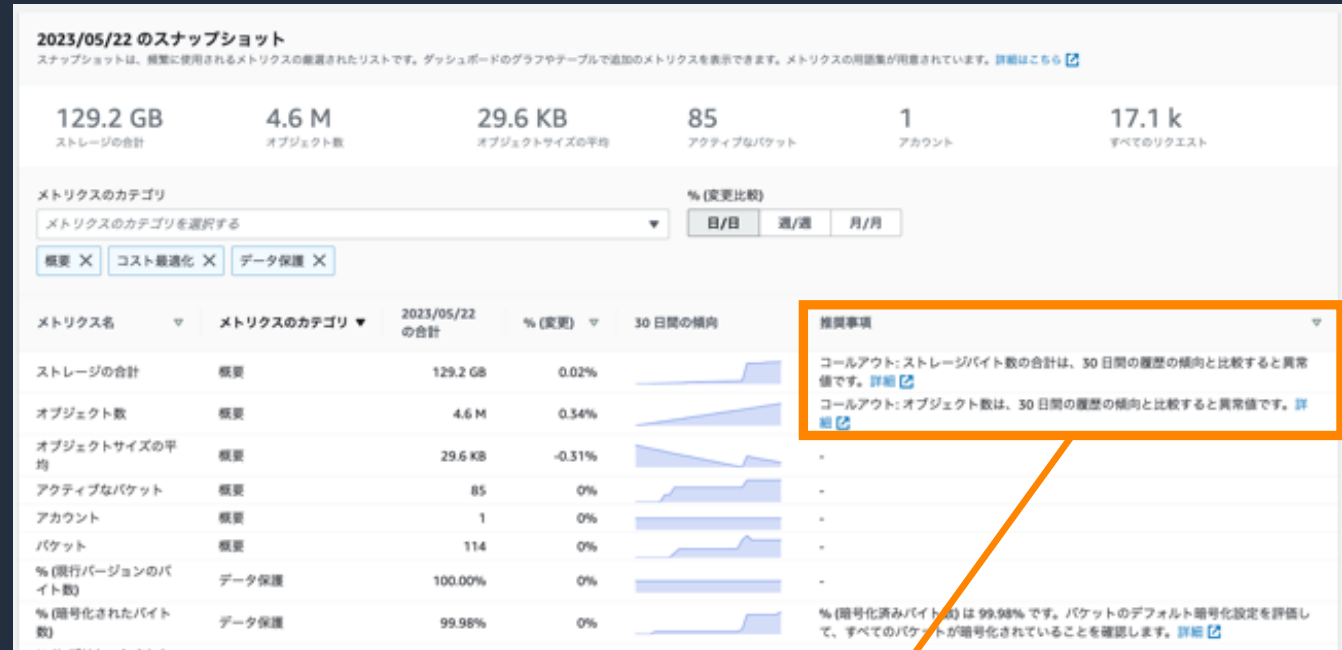 2023/05/22 のスナップショット
スナップショットは、頻繁に使用されるメトリクスの厳選されたリストです。ダッシュボードのグラフやテーブルで追加のメトリクスを表示できます。メトリクスの用語集が用意されています。詳細はこちら
129.2 GB 4.6 M 29.6 KB 85 1 17.1 k
ストレージの合計 オブジェクト数 オブジェクトサイズの平均 アクティブなバケット アカウント すべてのリクエスト
メトリクスのカテゴリ % (変更比較)
メトリクスのカテゴリを選択する 日/日 週/週 月/月
概要 コスト最適化 データ保護
メトリクス名 メトリクスのカテゴリ 2023/05/22 の合計 % (変更) 30 日間の傾向 推奨事項
ストレージの合計 概要 129.2 GB 0.02% コールアウト: ストレージバイト数の合計は、30 日間の履歴の傾向と比較すると異常
値です。詳細
オブジェクト数 概要 4.6 M 0.34% コールアウト: オブジェクト数は、30 日間の履歴の傾向と比較すると異常値です。詳
細
オブジェクトサイズの平
均 概要 29.6 KB -0.31% -
アクティブなバケット 概要 85 0% -
アカウント 概要 1 0% -
バケット 概要 114 0% -
% (現行バージョンのバ
イト数) データ保護 100.00% 0% -
% (暗号化されたバイト
数) データ保護 99.98% 0% % (暗号化済みバイト数) は 99.98% です。バケットのデフォルト暗号化設定を評価し
て、すべてのバケットが暗号化されていることを確認します。詳細